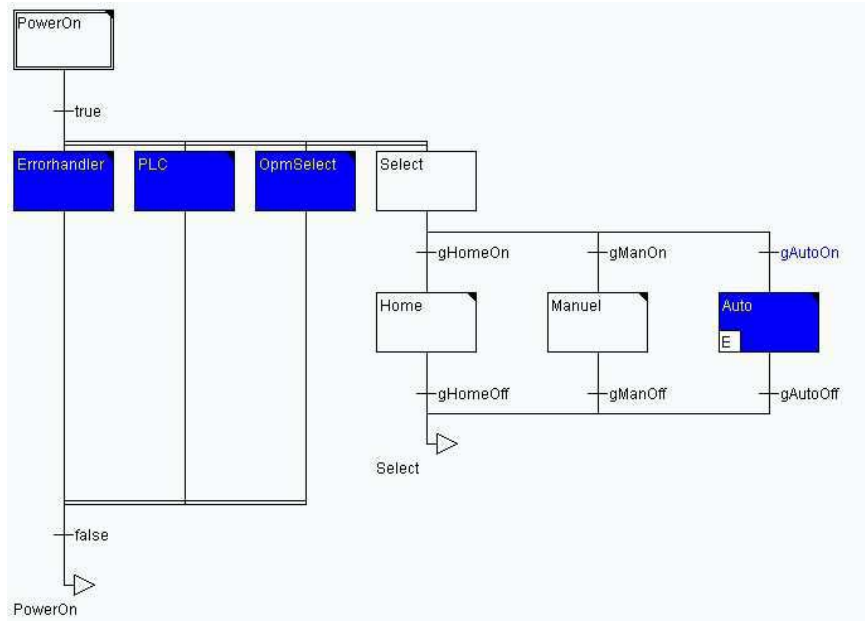 PowerOn
true
Errorhandler PLC OpmSelect Select
gHomeOn gManOn gAutoOn
Home Manuel Auto
E
gHomeOff gManOff gAutoOff
Select
false
PowerOn